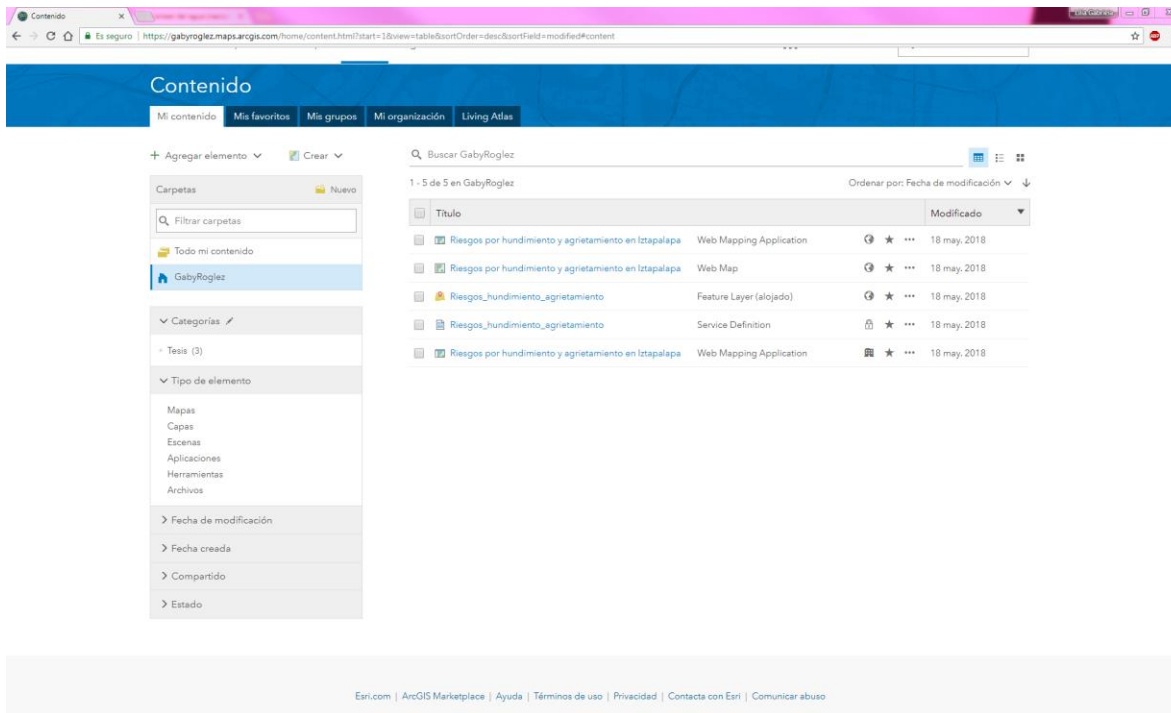 Contenido
Es seguro https://gabyroglez.maps.arcgis.com/home/content.html?start=1&view=table&sortOrder=desc&sortField=modified#content
Contenido
Mi contenido Mis favoritos Mis grupos Mi organización Living Atlas
+ Agregar elemento Crear Buscar GabyRoglez
Carpetas Nuevo 1 - 5 de 5 en GabyRoglez Ordenar por: Fecha de modificación
Filtrar carpetas Título Modificado
Todo mi contenido
GabyRoglez
Riesgos por hundimiento y agrietamiento en Iztapalapa Web Mapping Application 18 may. 2018
Riesgos por hundimiento y agrietamiento en Iztapalapa Web Map 18 may. 2018
Riesgos_hundimiento_agrietamiento Feature Layer (alojado) 18 may. 2018
Riesgos_hundimiento_agrietamiento Service Definition 18 may. 2018
Riesgos por hundimiento y agrietamiento en Iztapalapa Web Mapping Application 18 may. 2018
Categorías
Tesis (3)
Tipo de elemento
Mapas
Capas
Escenas
Aplicaciones
Herramientas
Archivos
Fecha de modificación
Fecha creada
Compartido
Estado
Esri.com | ArcGIS Marketplace | Ayuda | Términos de uso | Privacidad | Contacta con Esri | Comunicar abuso